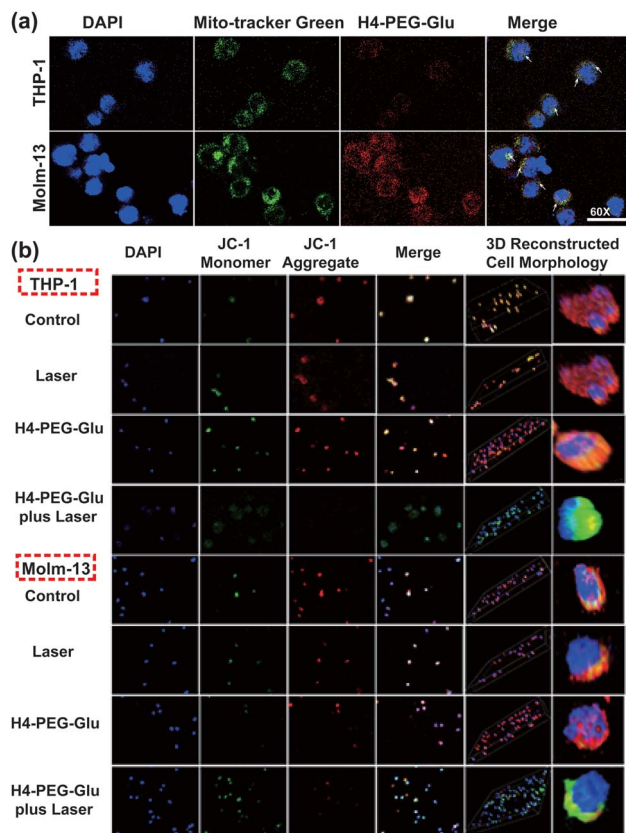 (a)
DAPI Mito-tracker Green H4-PEG-Glu Merge
THP-1
Molm-13
60X
(b)
DAPI JC-1 Monomer JC-1 Aggregate Merge 3D Reconstructed Cell Morphology
THP-1
Control
Laser
H4-PEG-Glu
H4-PEG-Glu
plus Laser
Molm-13
Control
Laser
H4-PEG-Glu
H4-PEG-Glu
plus Laser